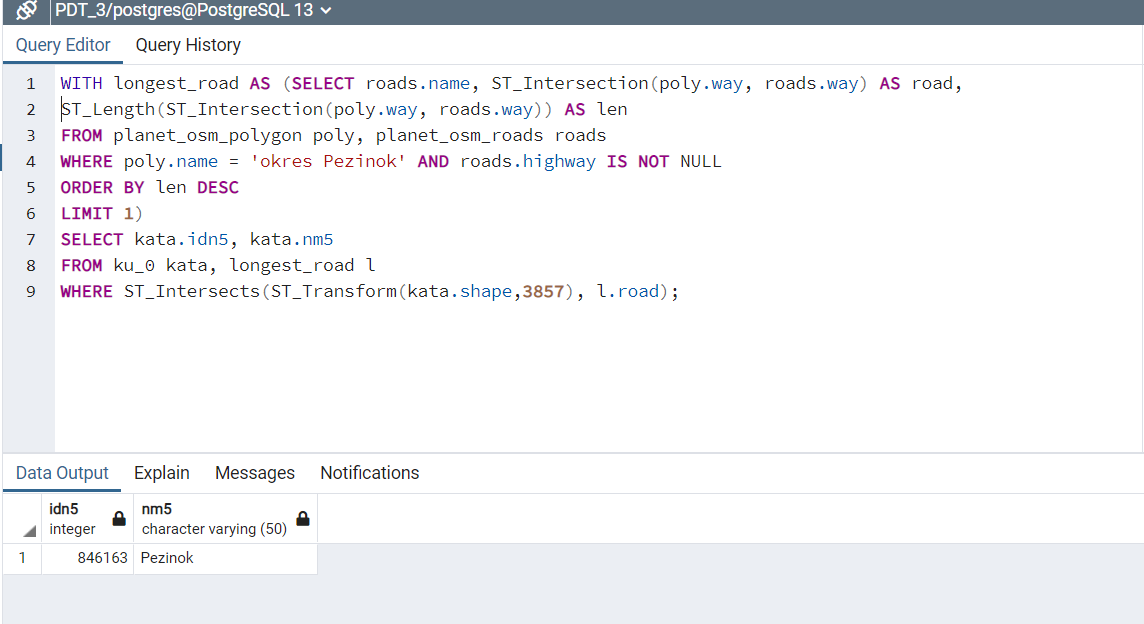 PDT_3/postgres@PostgreSQL 13
Query Editor Query History
1 WITH longest_road AS (SELECT roads.name, ST_Intersection(poly.way, roads.way) AS road,
2 ST_Length(ST_Intersection(poly.way, roads.way)) AS len
3 FROM planet_osm_polygon poly, planet_osm_roads roads
4 WHERE poly.name = 'okres Pezinok' AND roads.highway IS NOT NULL
5 ORDER BY len DESC
6 LIMIT 1)
7 SELECT kata.idn5, kata.nm5
8 FROM ku_0 kata, longest_road l
9 WHERE ST_Intersects(ST_Transform(kata.shape,3857), l.road);
Data Output Explain Messages Notifications
idn5 nm5
integer character varying (50)
1 846163 Pezinok